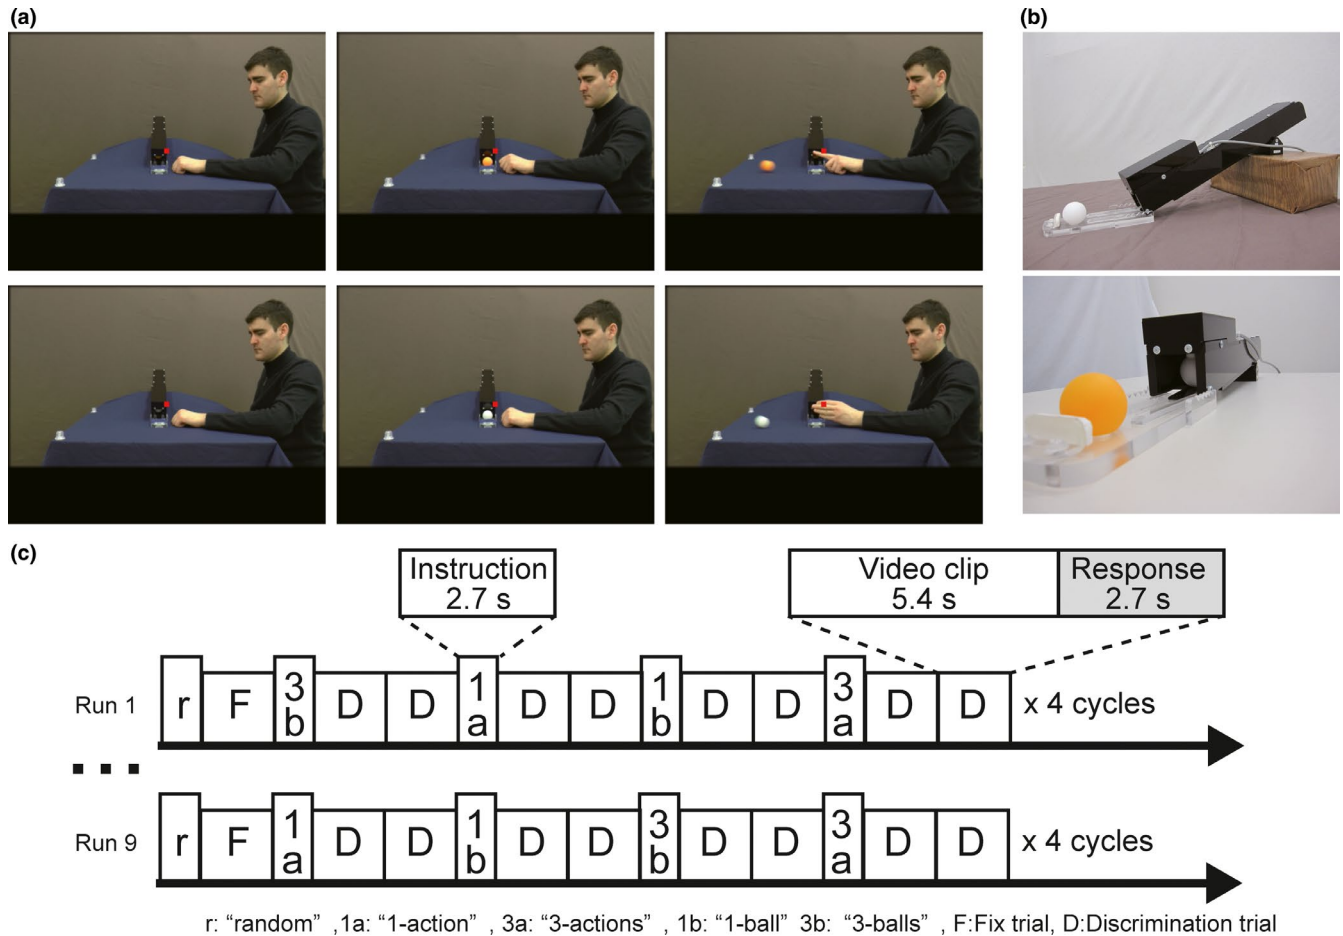 (a)
(b)
(c)
Instruction
2.7 s
Video clip
5.4 s
Response
2.7 s
Run 1
r
F
3
b
D
D
1
a
D
D
1
b
D
D
3
a
D
D
x 4 cycles
Run 9
r
F
1
a
D
D
1
b
D
D
3
b
D
D
3
a
D
D
x 4 cycles
r: “random” ,1a: “1-action” , 3a: “3-actions” , 1b: “1-ball” 3b: “3-balls” , F:Fix trial, D:Discrimination trial